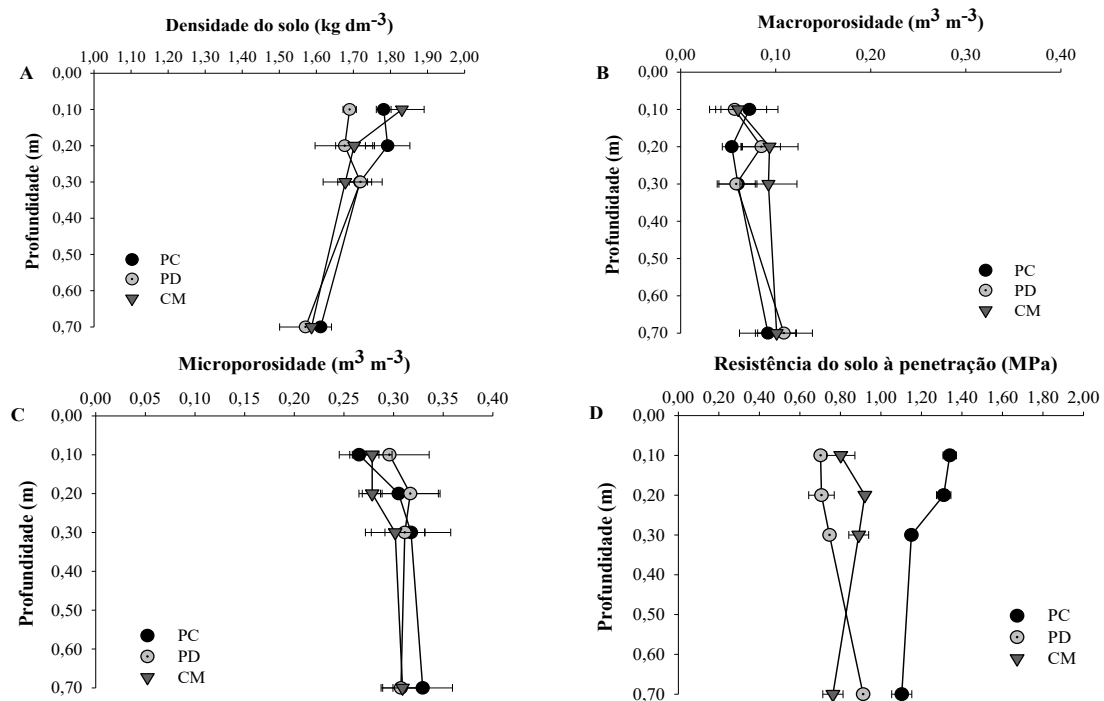 Densidade do solo (kg dm-3)
1,00 1,10 1,20 1,30 1,40 1,50 1,60 1,70 1,80 1,90 2,00
A
0,00
0,10
0,20
0,30
0,40
0,50
0,60
0,70
Profundidade (m)
PC
PD
CM
Macroporosidade (m3 m-3)
0,00 0,10 0,20 0,30 0,40
B
0,00
0,10
0,20
0,30
0,40
0,50
0,60
0,70
Profundidade (m)
PC
PD
CM
Microporosidade (m3 m-3)
0,00 0,05 0,10 0,15 0,20 0,25 0,30 0,35 0,40
C
0,00
0,10
0,20
0,30
0,40
0,50
0,60
0,70
Profundidade (m)
PC
PD
CM
Resistência do solo à penetração (MPa)
0,00 0,20 0,40 0,60 0,80 1,00 1,20 1,40 1,60 1,80 2,00
D
0,00
0,10
0,20
0,30
0,40
0,50
0,60
0,70
Profundidade (m)
PC
PD
CM